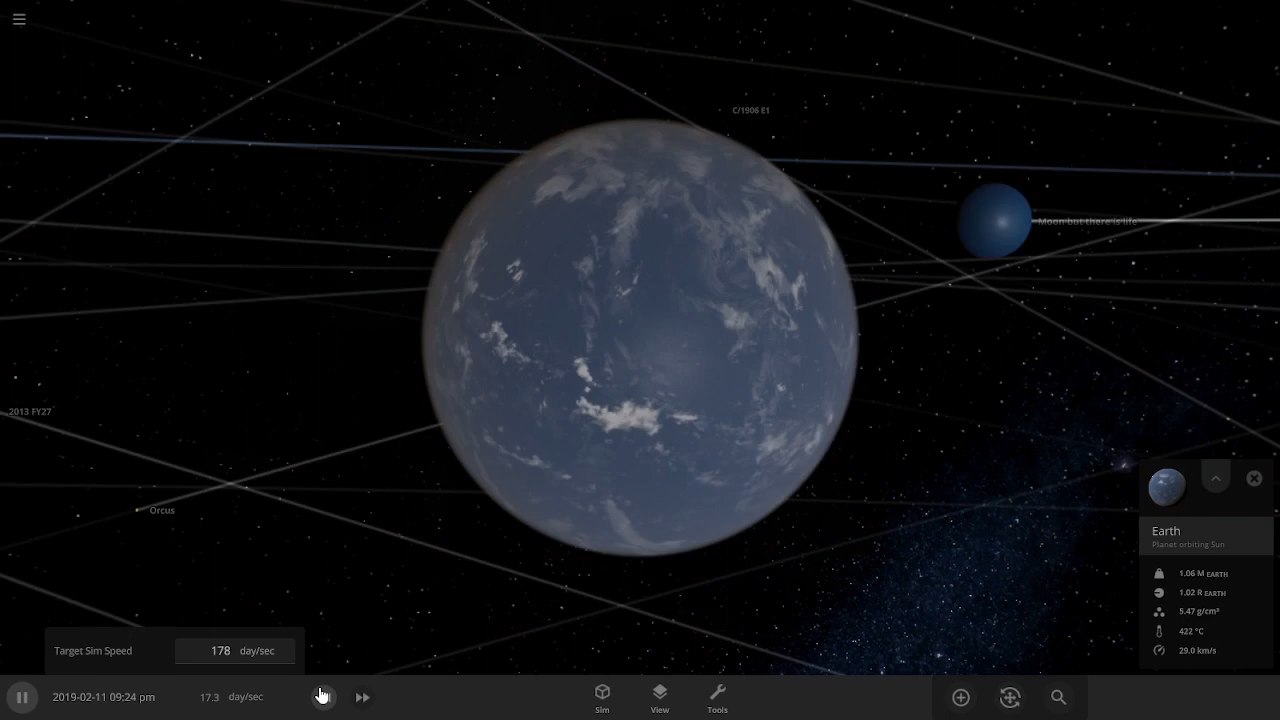 C/1906 E1
Moon but there is life
2013 FY27
Orcus
Earth
Planet orbiting Sun
1.06 M EARTH
1.02 R EARTH
5.47 g/cm³
422 °C
29.0 km/s
Target Sim Speed 178 day/sec
2019-02-11 09:24 pm 17.3 day/sec
Sim View Tools